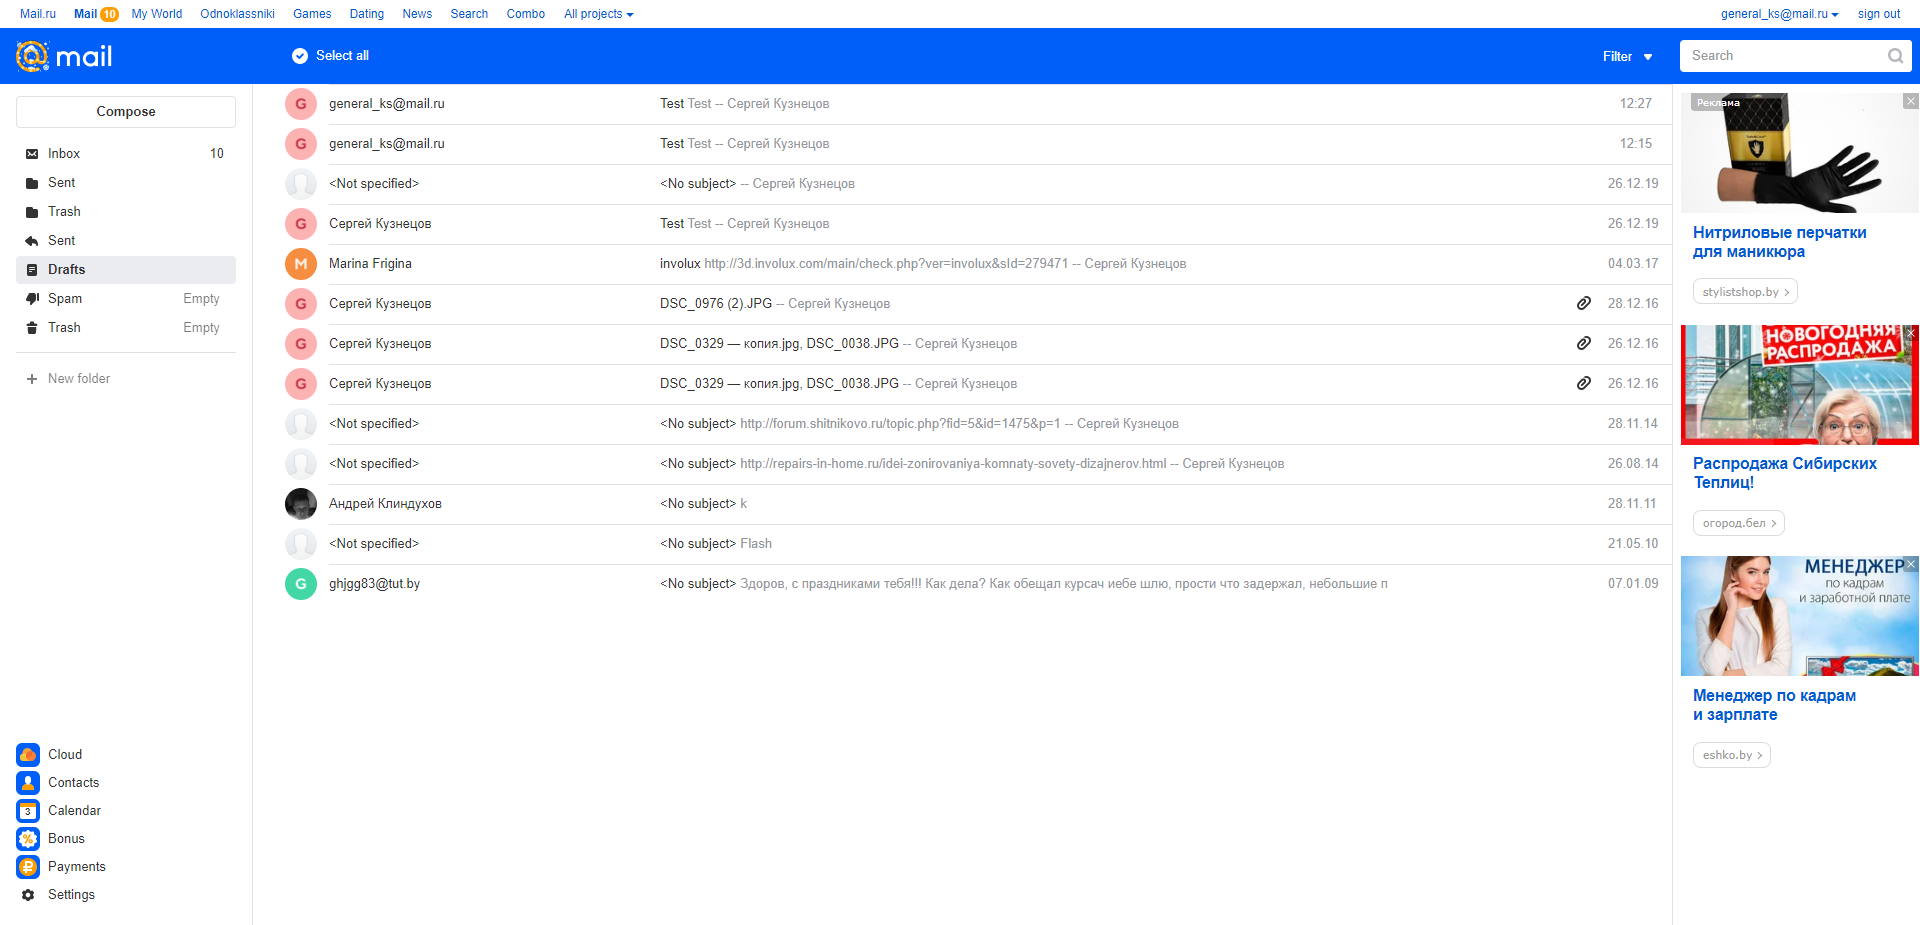 Mail.ru Mail 10 My World Odnoklassniki Games Dating News Search Combo All projects general_ks@mail.ru sign out
mail Select all Filter Search
Compose
Inbox 10
Sent
Trash
Sent
Drafts
Spam Empty
Trash Empty
New folder
Cloud
Contacts
3 Calendar
% Bonus
₽ Payments
Settings
G general_ks@mail.ru Test Test -- Сергей Кузнецов 12:27
G general_ks@mail.ru Test Test -- Сергей Кузнецов 12:15
<Not specified> <No subject> -- Сергей Кузнецов 26.12.19
G Сергей Кузнецов Test Test -- Сергей Кузнецов 26.12.19
M Marina Frigina involux http://3d.involux.com/main/check.php?ver=involux&sId=279471 -- Сергей Кузнецов 04.03.17
G Сергей Кузнецов DSC_0976 (2).JPG -- Сергей Кузнецов 28.12.16
G Сергей Кузнецов DSC_0329 — копия.jpg, DSC_0038.JPG -- Сергей Кузнецов 26.12.16
G Сергей Кузнецов DSC_0329 — копия.jpg, DSC_0038.JPG -- Сергей Кузнецов 26.12.16
<Not specified> <No subject> http://forum.shitnikovo.ru/topic.php?fid=5&id=1475&p=1 -- Сергей Кузнецов 28.11.14
<Not specified> <No subject> http://repairs-in-home.ru/idei-zonirovaniya-komnaty-sovety-dizajnerov.html -- Сергей Кузнецов 26.08.14
Андрей Клиндухов <No subject> k 28.11.11
<Not specified> <No subject> Flash 21.05.10
G ghjgg83@tut.by <No subject> Здоров, с праздниками тебя!!! Как дела? Как обещал курсач иебе шлю, прости что задержал, небольшие п 07.01.09
Реклама
Нитриловые перчатки
для маникюра
stylistshop.by
НОВОГОДНЯЯ
РАСПРОДАЖА
Распродажа Сибирских
Теплиц!
огород.бел
МЕНЕДЖЕР
по кадрам
и заработной плате
Менеджер по кадрам
и зарплате
eshko.by